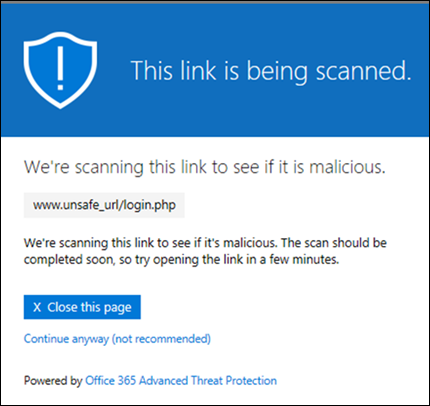 This link is being scanned.
We're scanning this link to see if it is malicious.
www.unsafe_url/login.php
We're scanning this link to see if it's malicious. The scan should
be completed soon, so try opening the link in a few minutes.
X Close this page
Continue anyway (not recommended)
Powered by Office 365 Advanced Threat Protection